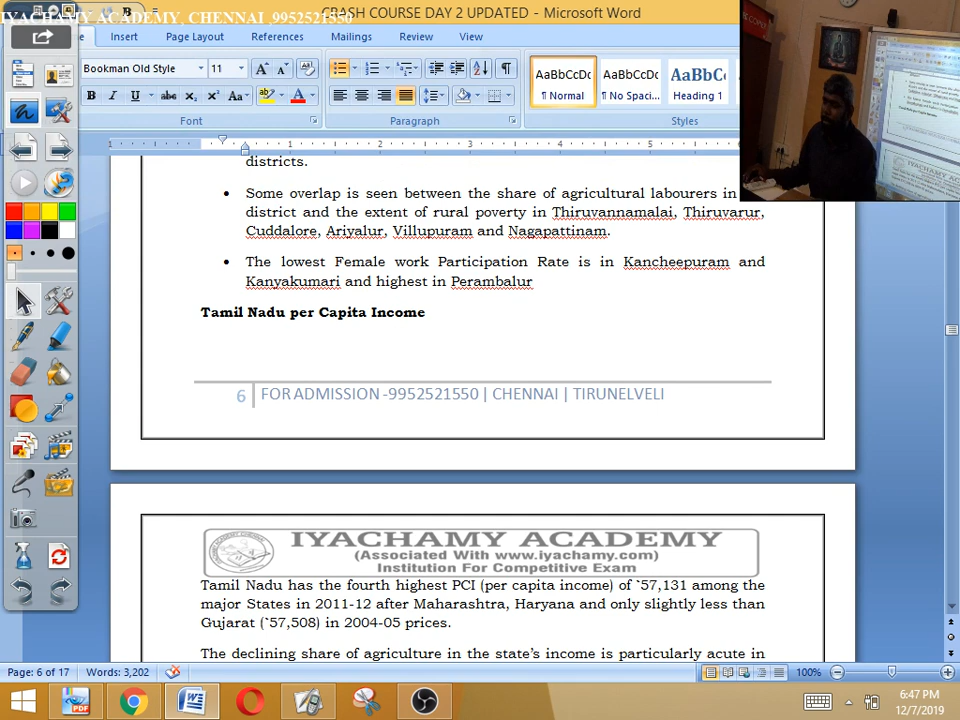 IYACHAMY ACADEMY, CHENNAI ,9952521550
CRASH COURSE DAY 2 UPDATED - Microsoft Word
Insert Page Layout References Mailings Review View
Bookman Old Style 11
AaBbCcDc AaBbCcDc AaBbCc
¶ Normal ¶ No Spaci... Heading 1
Font Paragraph Styles
districts.
• Some overlap is seen between the share of agricultural labourers in
district and the extent of rural poverty in Thiruvannamalai, Thiruvarur,
Cuddalore, Ariyalur, Villupuram and Nagapattinam.
• The lowest Female work Participation Rate is in Kancheepuram and
Kanyakumari and highest in Perambalur
Tamil Nadu per Capita Income
6 FOR ADMISSION -9952521550 | CHENNAI | TIRUNELVELI
IYACHAMY ACADEMY
(Associated With www.iyachamy.com)
Institution For Competitive Exam
Tamil Nadu has the fourth highest PCI (per capita income) of `57,131 among the
major States in 2011-12 after Maharashtra, Haryana and only slightly less than
Gujarat (`57,508) in 2004-05 prices.
The declining share of agriculture in the state's income is particularly acute in
Page: 6 of 17 Words: 3,202 100%
6:47 PM
12/7/2019